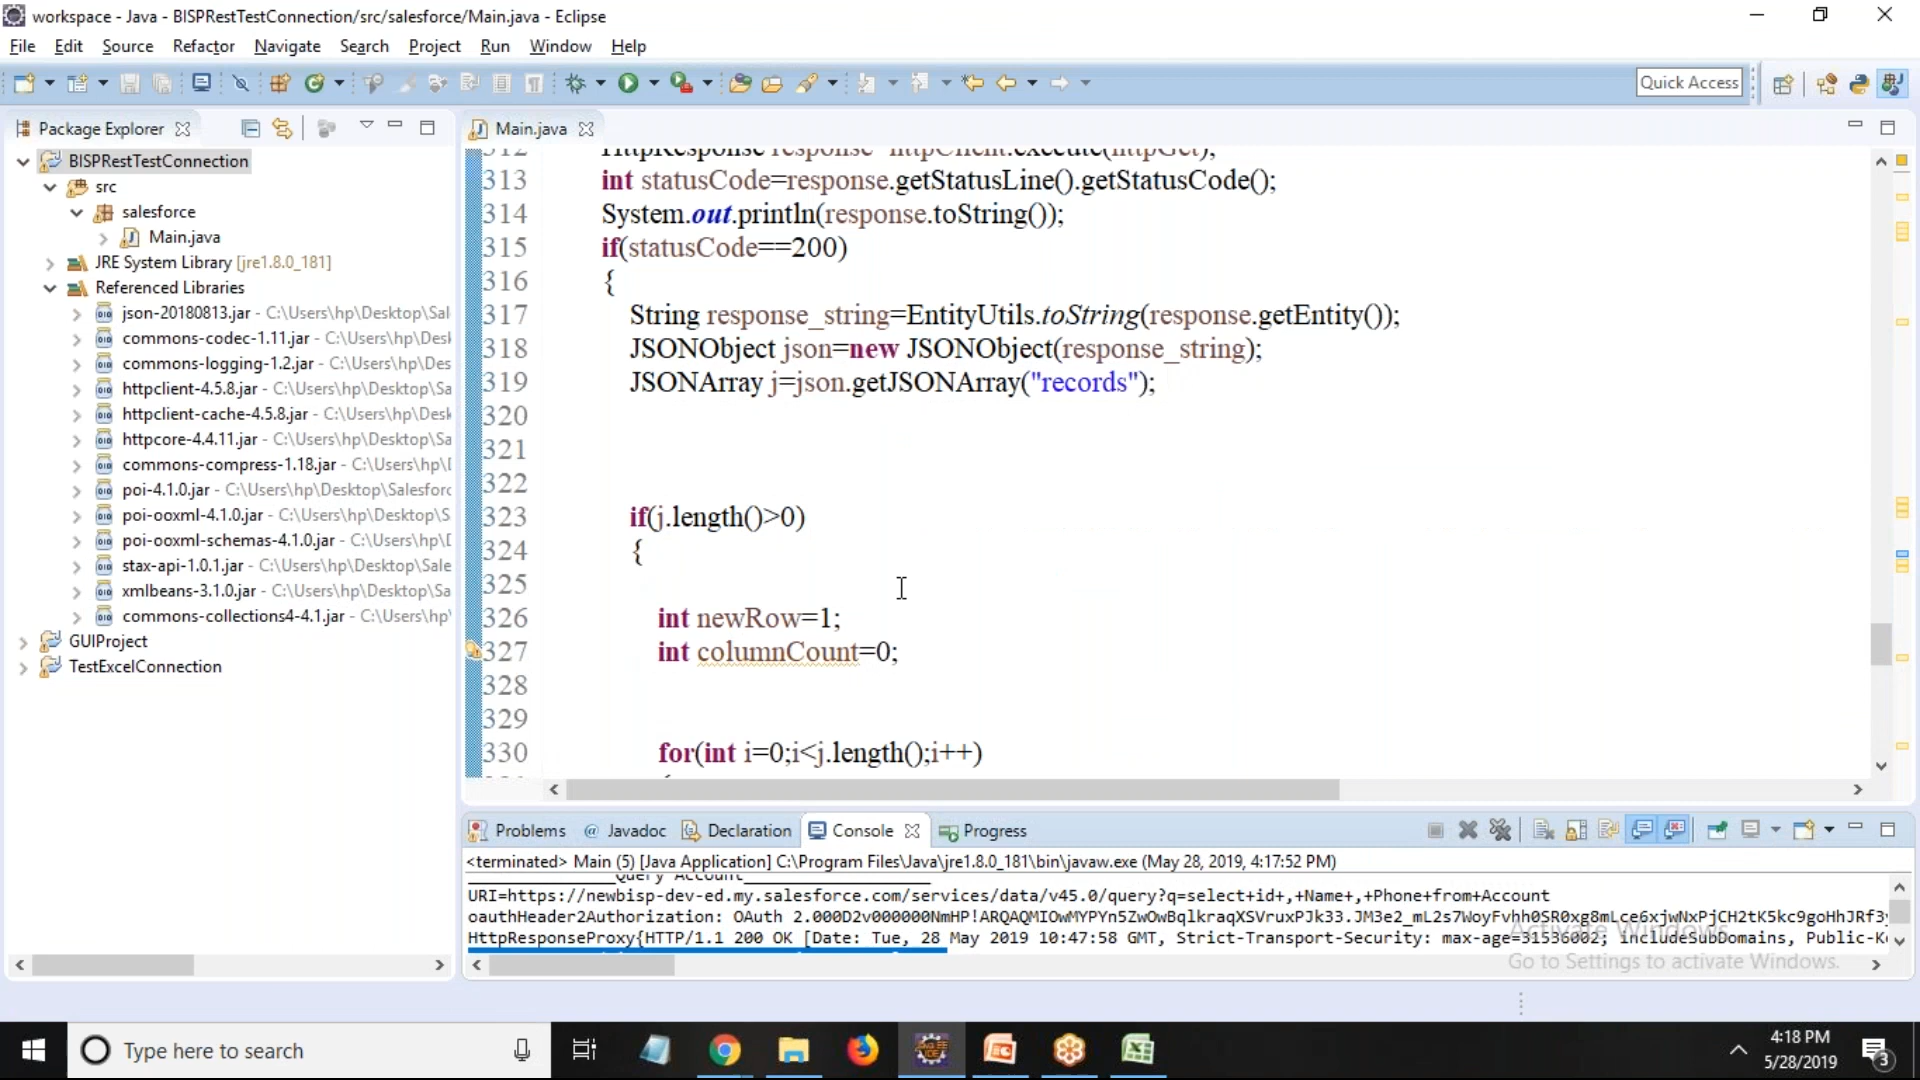 workspace - Java - BISPRestTestConnection/src/salesforce/Main.java - Eclipse
File Edit Source Refactor Navigate Search Project Run Window Help
Quick Access
Package Explorer
BISPRestTestConnection
src
salesforce
Main.java
JRE System Library [jre1.8.0_181]
Referenced Libraries
json-20180813.jar - C:\Users\hp\Desktop\Sal
commons-codec-1.11.jar - C:\Users\hp\Desk
commons-logging-1.2.jar - C:\Users\hp\Des
httpclient-4.5.8.jar - C:\Users\hp\Desktop\Sa
httpclient-cache-4.5.8.jar - C:\Users\hp\Desk
httpcore-4.4.11.jar - C:\Users\hp\Desktop\Sa
commons-compress-1.18.jar - C:\Users\hp\D
poi-4.1.0.jar - C:\Users\hp\Desktop\Salesforc
poi-ooxml-4.1.0.jar - C:\Users\hp\Desktop\S
poi-ooxml-schemas-4.1.0.jar - C:\Users\hp\D
stax-api-1.0.1.jar - C:\Users\hp\Desktop\Sale
xmlbeans-3.1.0.jar - C:\Users\hp\Desktop\Sa
commons-collections4-4.1.jar - C:\Users\hp\
GUIProject
TestExcelConnection
Main.java
312 HttpResponse response=httpClient.execute(httpGet);
313 int statusCode=response.getStatusLine().getStatusCode();
314 System.out.println(response.toString());
315 if(statusCode==200)
316 {
317 String response_string=EntityUtils.toString(response.getEntity());
318 JSONObject json=new JSONObject(response_string);
319 JSONArray j=json.getJSONArray("records");
320
321
322
323 if(j.length()>0)
324 {
325
326 int newRow=1;
327 int columnCount=0;
328
329
330 for(int i=0;i<j.length();i++)
Problems @ Javadoc Declaration Console Progress
<terminated> Main (5) [Java Application] C:\Program Files\Java\jre1.8.0_181\bin\javaw.exe (May 28, 2019, 4:17:52 PM)
______________Query Account__________________
URI=https://newbisp-dev-ed.my.salesforce.com/services/data/v45.0/query?q=select+id+,+Name+,+Phone+from+Account
oauthHeader2Authorization: OAuth
HttpResponseProxy{HTTP/1.1 200 OK [Date: Tue, 28 May 2019 10:47:58 GMT, Strict-Transport-Security: max-age=31536002; includeSubDomains, Public-K
Activate Windows
Go to Settings to activate Windows.
Type here to search
4:18 PM
5/28/2019
3